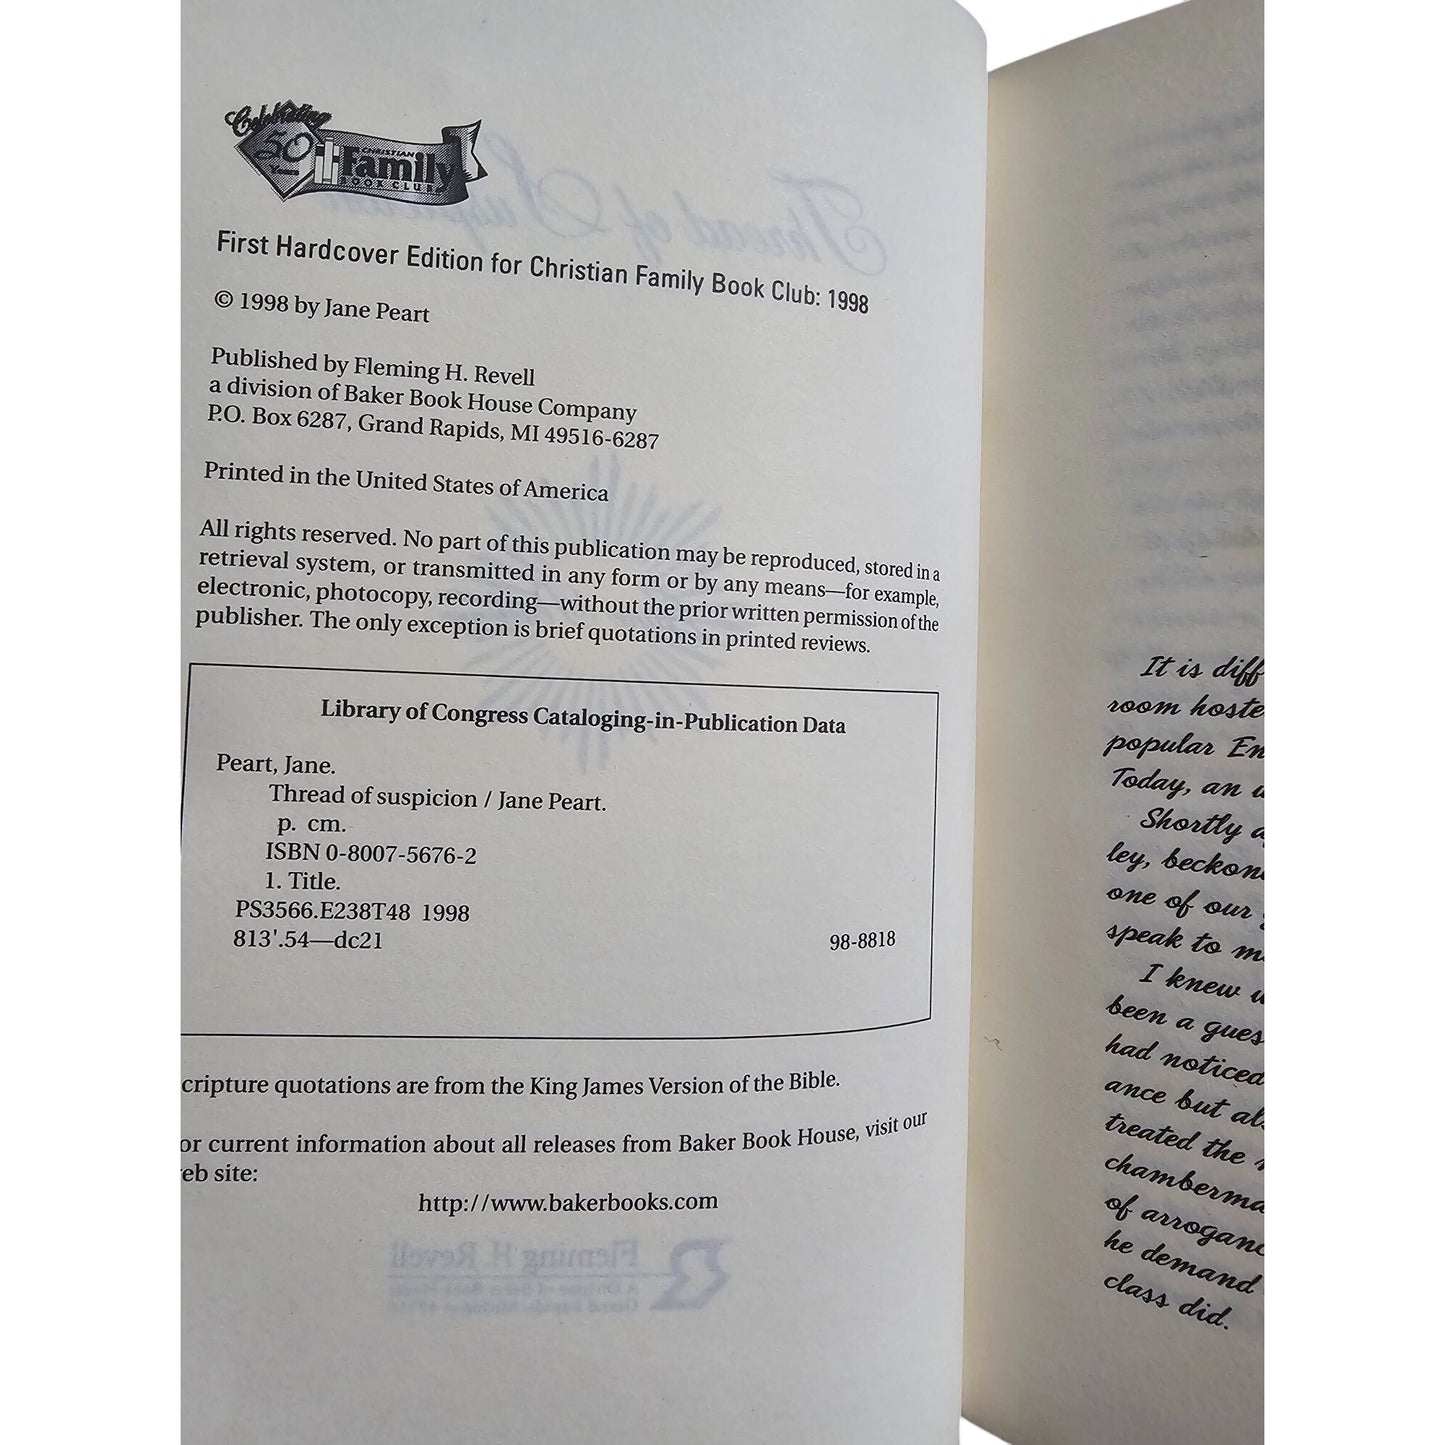 Celebrating
50
CHRISTIAN
Family
BOOK CLUB
First Hardcover Edition for Christian Family Book Club: 1998
© 1998 by Jane Peart
Published by Fleming H. Revell
a division of Baker Book House Company
P.O. Box 6287, Grand Rapids, MI 49516-6287
Printed in the United States of America
All rights reserved. No part of this publication may be reproduced, stored in a
retrieval system, or transmitted in any form or by any means—for example,
electronic, photocopy, recording—without the prior written permission of the
publisher. The only exception is brief quotations in printed reviews.
Library of Congress Cataloging-in-Publication Data
Peart, Jane.
Thread of suspicion / Jane Peart.
p. cm.
ISBN 0-8007-5676-2
1. Title.
PS3566.E238T48 1998
813'.54—dc21
98-8818
cripture quotations are from the King James Version of the Bible.
or current information about all releases from Baker Book House, visit our
eb site:
http://www.bakerbooks.com
It is diff
room hoste
popular En
Today, an
Shortly a
ley, beckon
one of our
speak to m
I knew
been a gues
had noticed
ance but al
treated the
chamberma
of arroganc
he demand
class did.